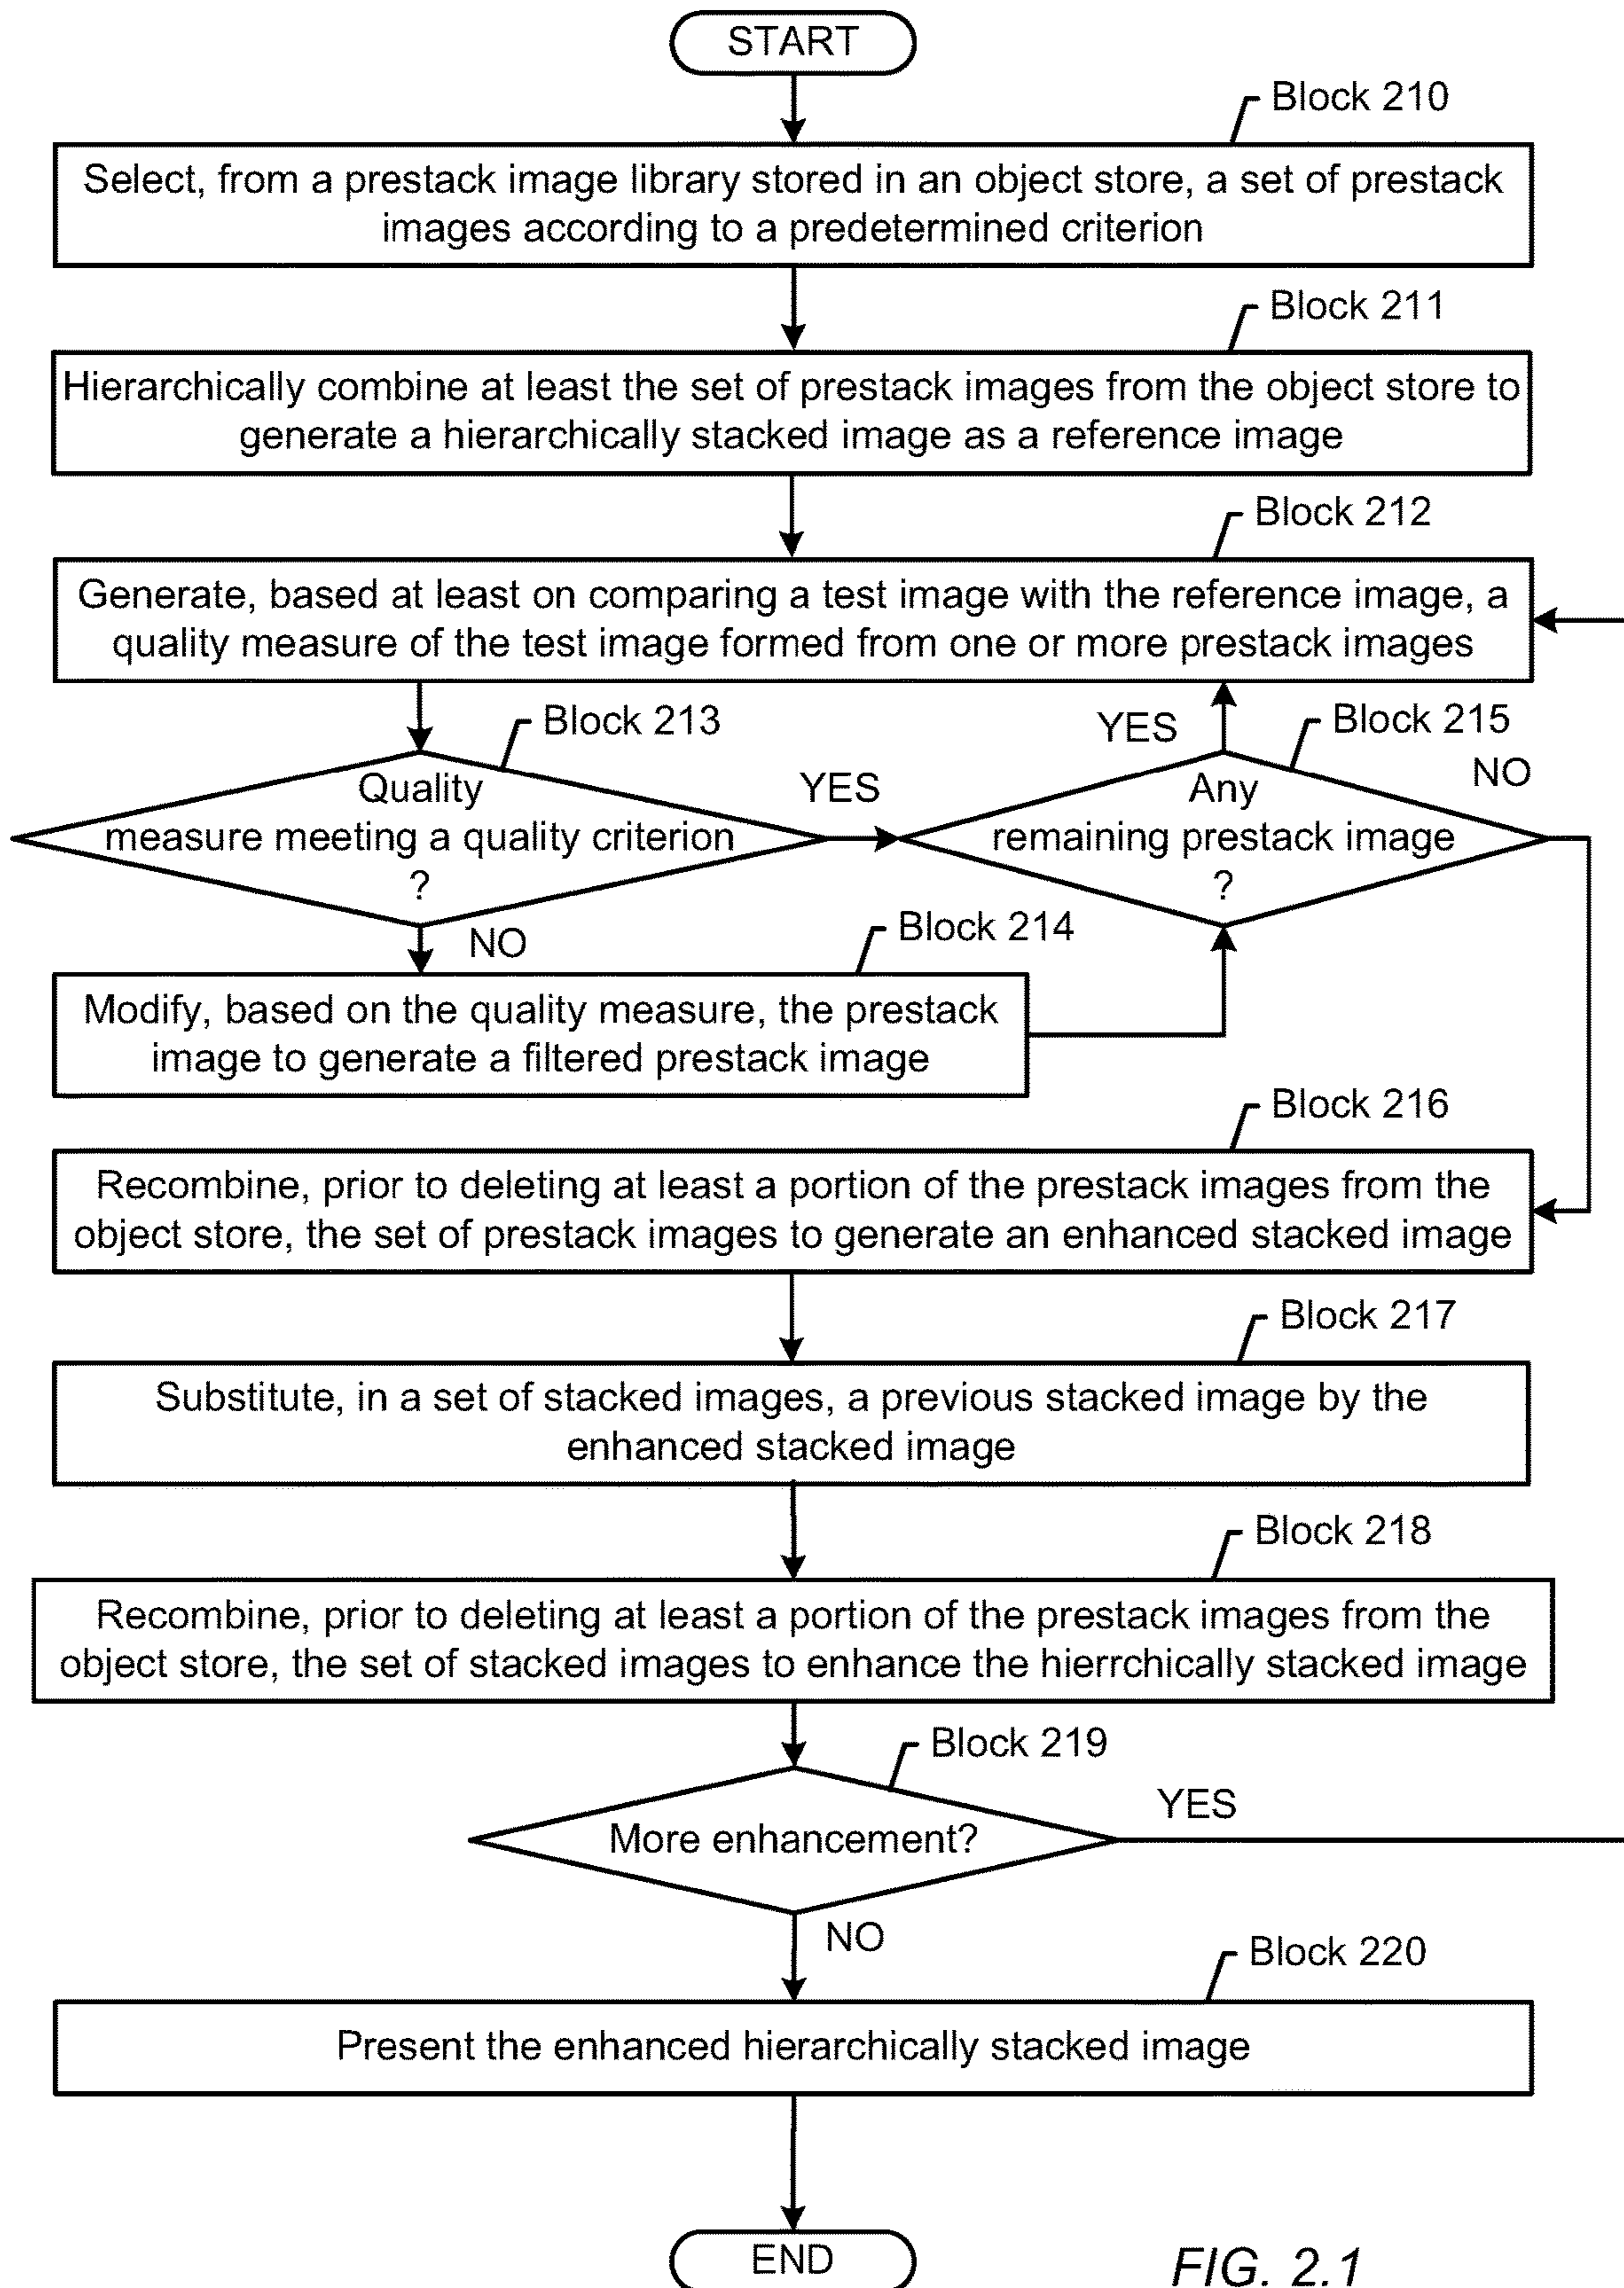 START
Block 210
Select, from a prestack image library stored in an object store, a set of prestack
images according to a predetermined criterion
Block 211
Hierarchically combine at least the set of prestack images from the object store to
generate a hierarchically stacked image as a reference image
Block 212
Generate, based at least on comparing a test image with the reference image, a
quality measure of the test image formed from one or more prestack images
Block 213
Quality
measure meeting a quality criterion
?
YES
NO
Block 215
YES
NO
Any
remaining prestack image
?
Block 214
Modify, based on the quality measure, the prestack
image to generate a filtered prestack image
Block 216
Recombine, prior to deleting at least a portion of the prestack images from the
object store, the set of prestack images to generate an enhanced stacked image
Block 217
Substitute, in a set of stacked images, a previous stacked image by the
enhanced stacked image
Block 218
Recombine, prior to deleting at least a portion of the prestack images from the
object store, the set of stacked images to enhance the hierrchically stacked image
Block 219
More enhancement?
YES
NO
Block 220
Present the enhanced hierarchically stacked image
END
FIG. 2.1